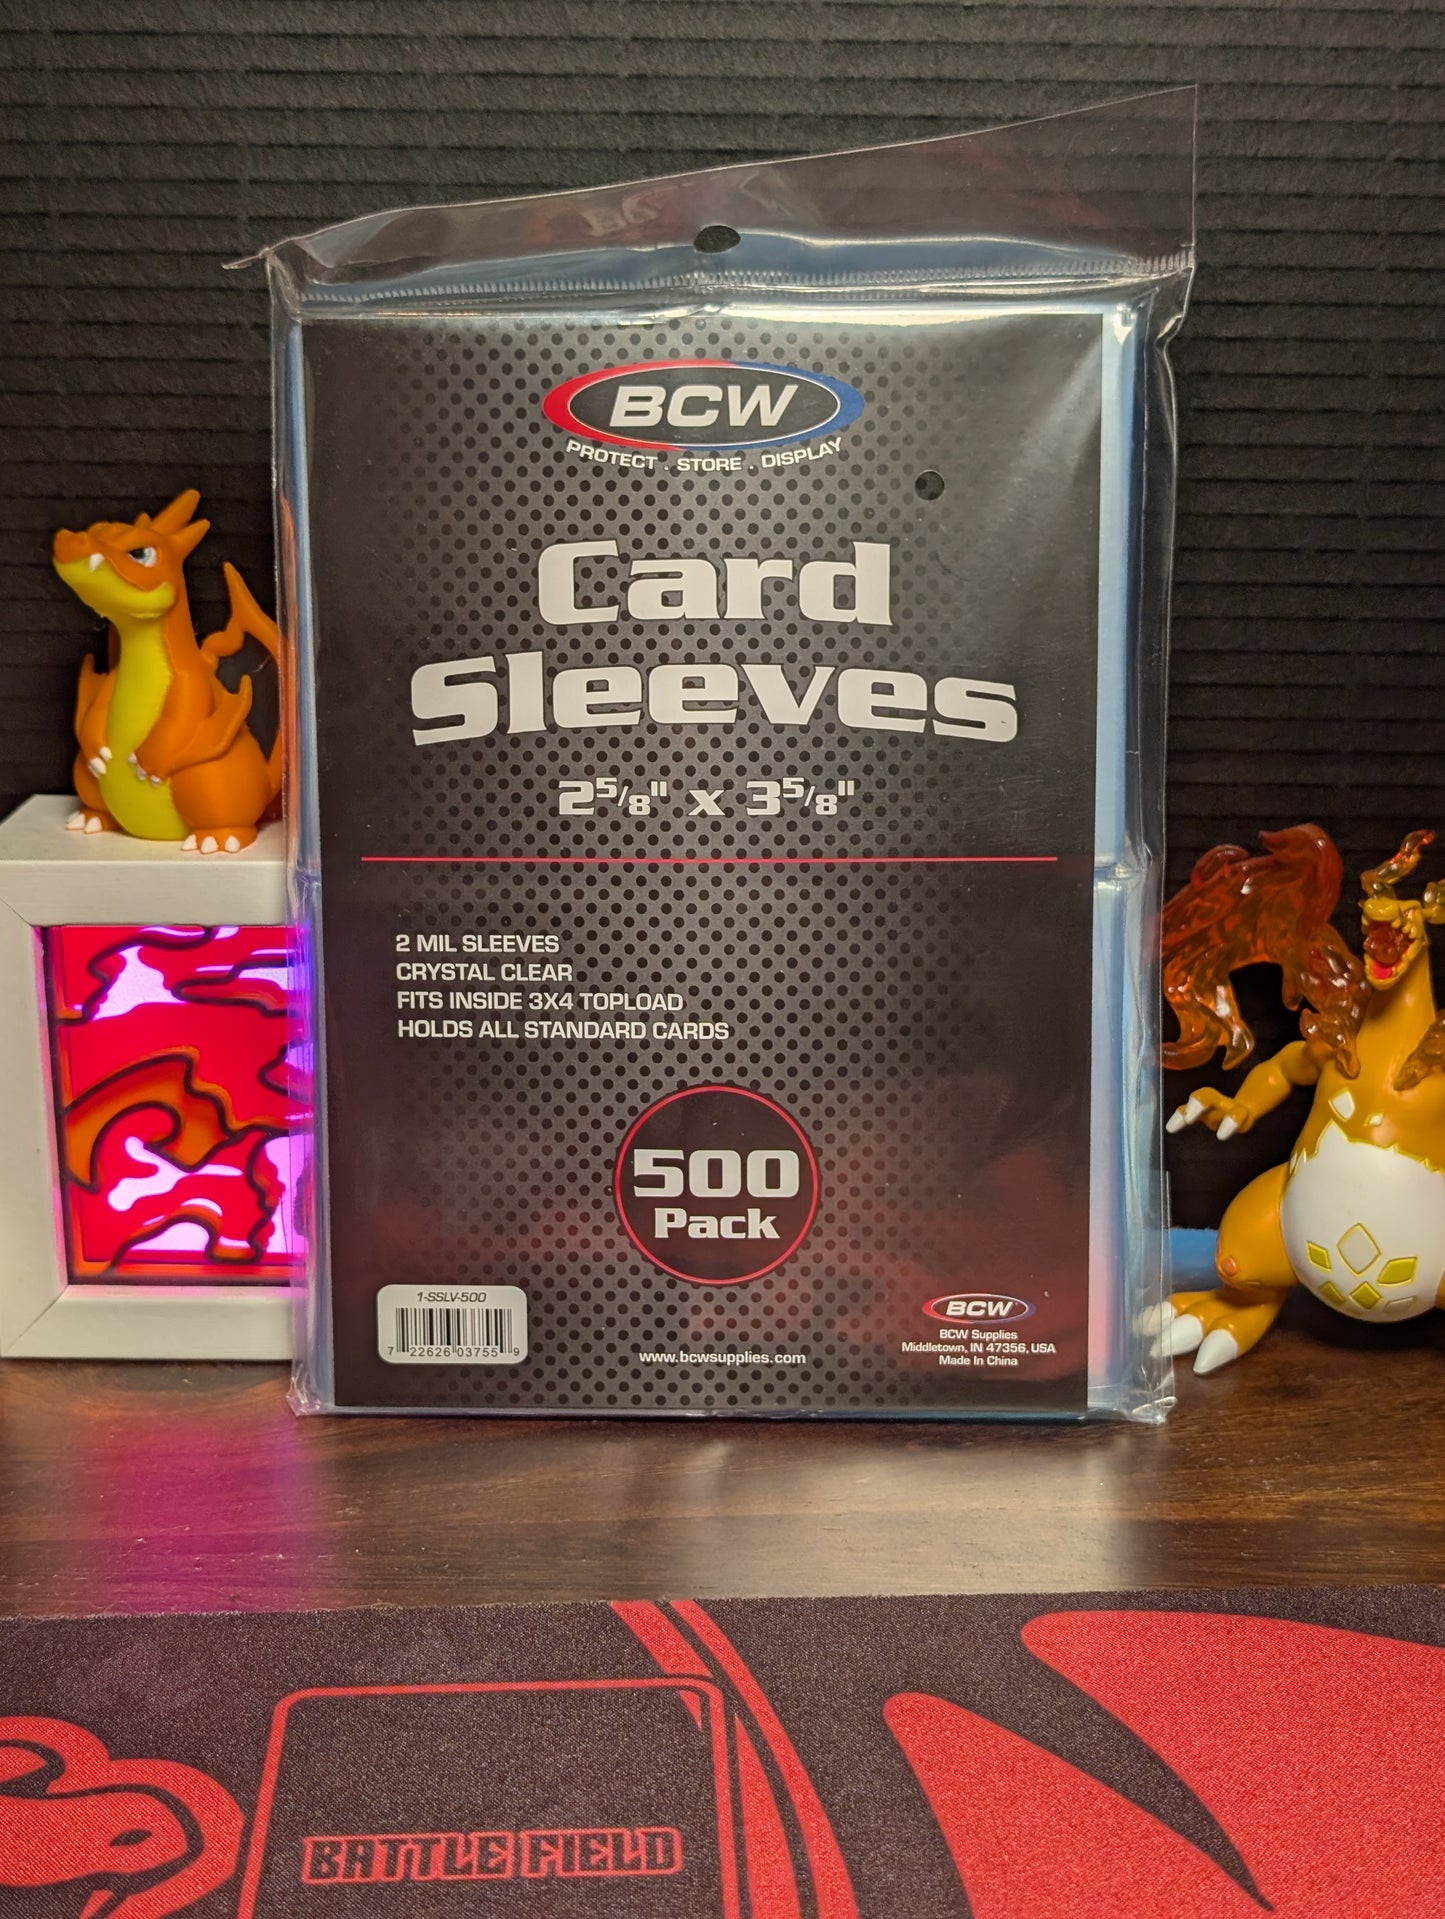 BCW
PROTECT . STORE . DISPLAY
Card
Sleeves
2 5/8" x 3 5/8"
2 MIL SLEEVES
CRYSTAL CLEAR
FITS INSIDE 3X4 TOPLOAD
HOLDS ALL STANDARD CARDS
500
Pack
1-SSLV-500
7 22626 03755 9
www.bcwsupplies.com
BCW
BCW Supplies
Middletown, IN 47356, USA
Made In China
BATTLE FIELD